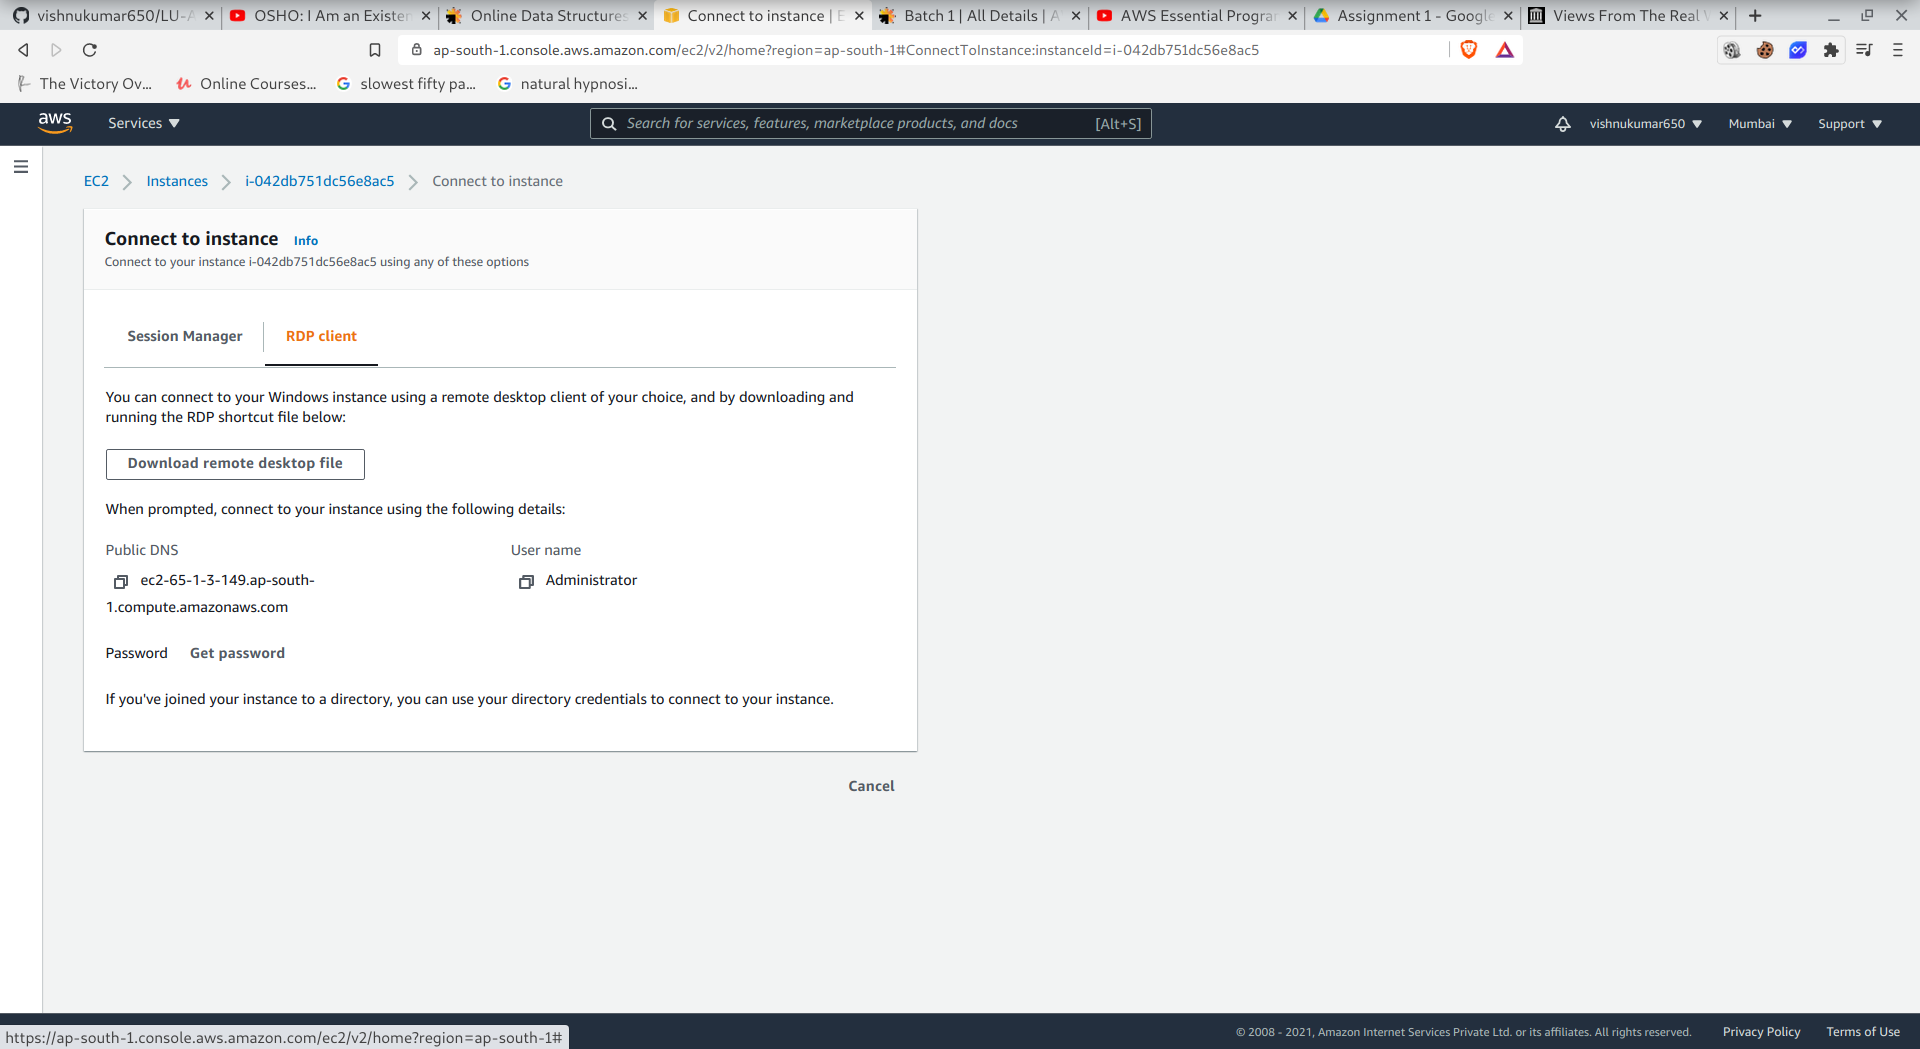 vishnukumar650/LU-A
OSHO: I Am an Existen
Online Data Structures
Connect to instance | E
Batch 1 | All Details | A
AWS Essential Program
Assignment 1 - Google
Views From The Real W
ap-south-1.console.aws.amazon.com/ec2/v2/home?region=ap-south-1#ConnectToInstance:instanceId=i-042db751dc56e8ac5
The Victory Ov...
Online Courses...
slowest fifty pa...
natural hypnosi...
aws
Services
Search for services, features, marketplace products, and docs
[Alt+S]
vishnukumar650
Mumbai
Support
EC2
Instances
i-042db751dc56e8ac5
Connect to instance
Connect to instance Info
Connect to your instance i-042db751dc56e8ac5 using any of these options
Session Manager
RDP client
You can connect to your Windows instance using a remote desktop client of your choice, and by downloading and
running the RDP shortcut file below:
Download remote desktop file
When prompted, connect to your instance using the following details:
Public DNS
ec2-65-1-3-149.ap-south-
1.compute.amazonaws.com
User name
Administrator
Password
Get password
If you've joined your instance to a directory, you can use your directory credentials to connect to your instance.
Cancel
https://ap-south-1.console.aws.amazon.com/ec2/v2/home?region=ap-south-1#
© 2008 - 2021, Amazon Internet Services Private Ltd. or its affiliates. All rights reserved.
Privacy Policy
Terms of Use